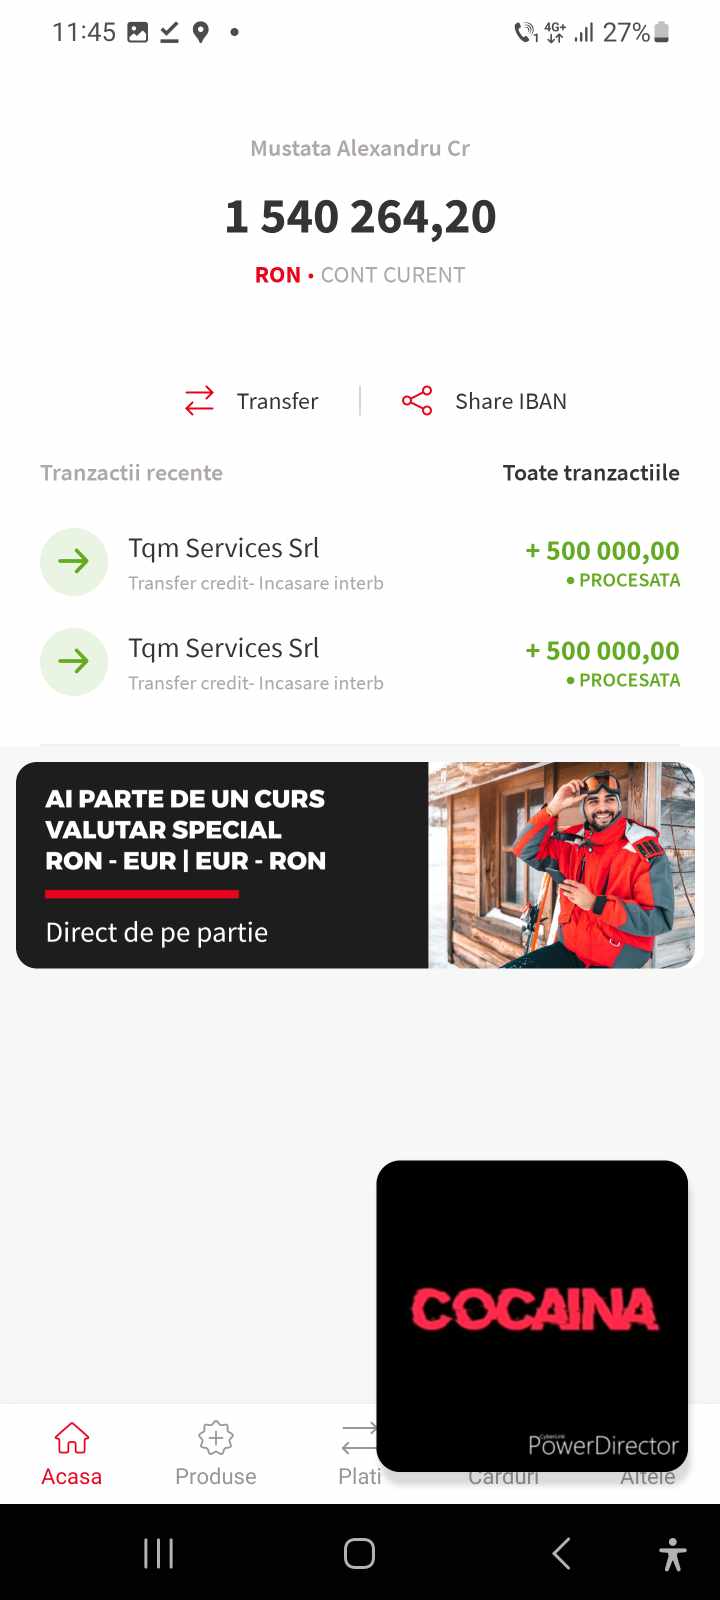 11:45 1 4G+ 27%
Mustata Alexandru Cr
1 540 264,20
RON • CONT CURENT
Transfer Share IBAN
Tranzactii recente Toate tranzactiile
Tqm Services Srl + 500 000,00
Transfer credit- Incasare interb • PROCESATA
Tqm Services Srl + 500 000,00
Transfer credit- Incasare interb • PROCESATA
AI PARTE DE UN CURS
VALUTAR SPECIAL
RON - EUR | EUR - RON
Direct de pe partie
COCAINA
CyberLink
PowerDirector
Acasa Produse Plati Carduri Altele